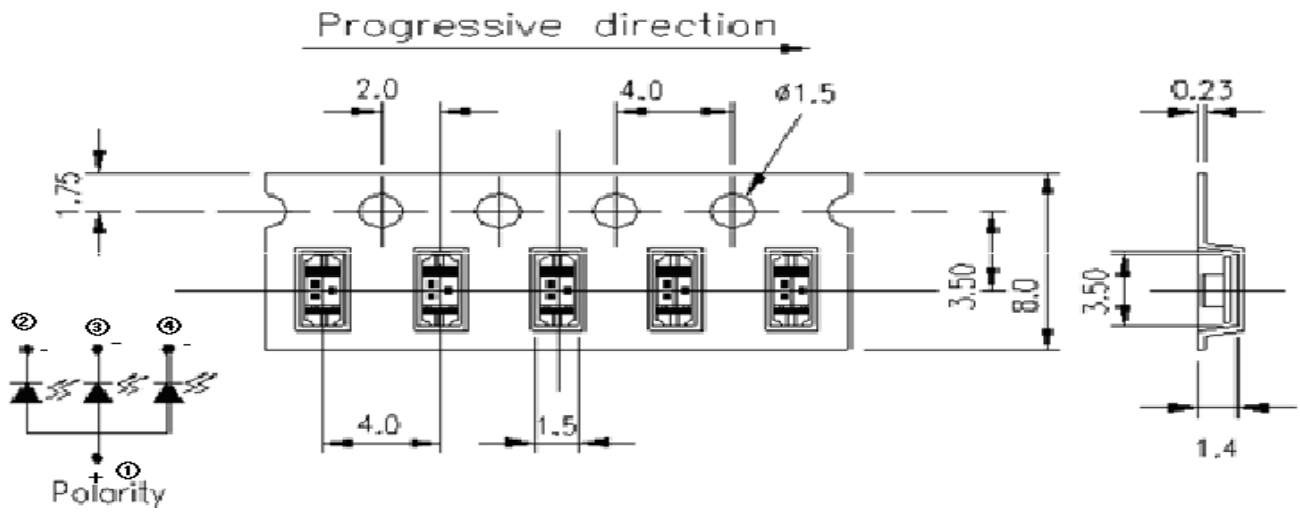 Progressive direction
2.0
4.0
ø1.5
0.23
1.75
3.50
8.0
3.50
② - ③ - ④ -
4.0
1.5
1.4
+ ①
Polarity